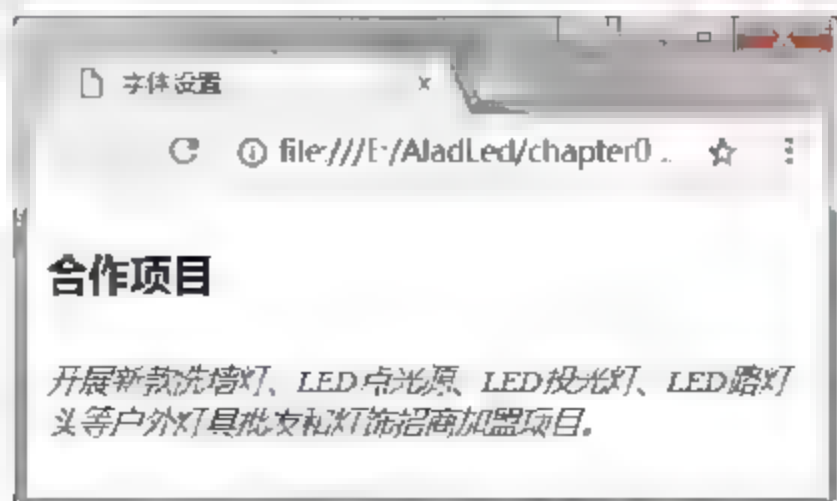 字体设置 ×
file:///E:/AladLed/chapter0...
合作项目
开展新款洗墙灯、LED点光源、LED投光灯、LED路灯
头等户外灯具批发和灯饰招商加盟项目。